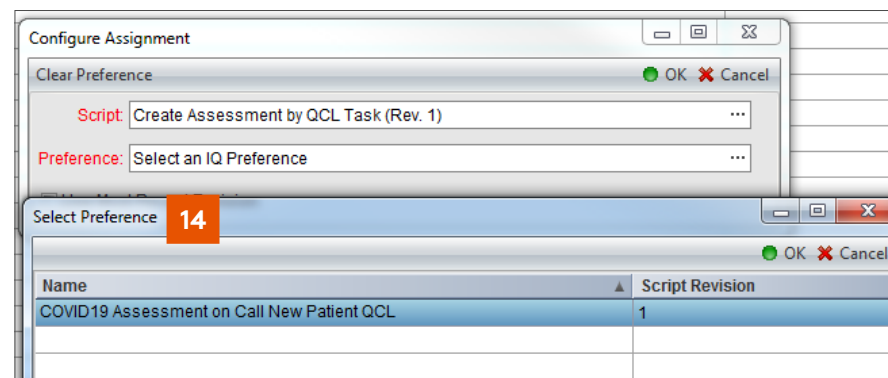 Configure Assignment
Clear Preference OK Cancel
Script: Create Assessment by QCL Task (Rev. 1) ...
Preference: Select an IQ Preference ...
Select Preference 14
OK Cancel
Name Script Revision
COVID19 Assessment on Call New Patient QCL 1